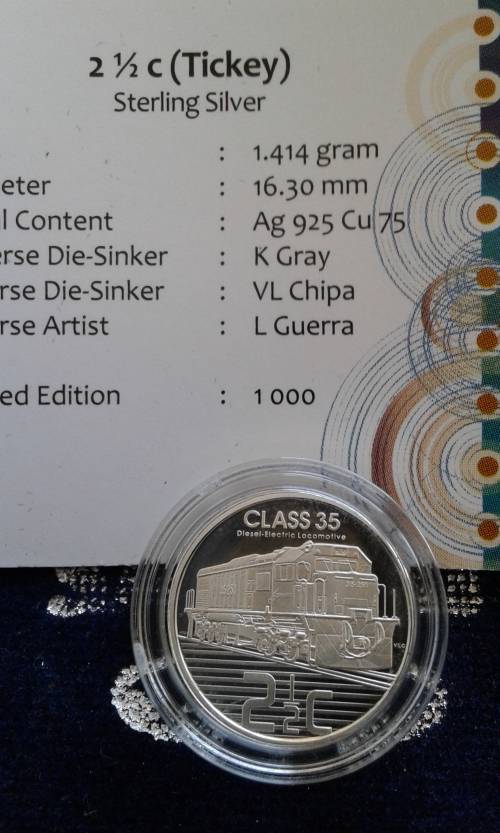 2 ½ c (Tickey)
Sterling Silver
: 1.414 gram
eter : 16.30 mm
l Content : Ag 925 Cu 75
erse Die-Sinker : K Gray
rse Die-Sinker : VL Chipa
rse Artist : L Guerra
ed Edition : 1 000
CLASS 35
Diesel-Electric Locomotive
VLC
2½C